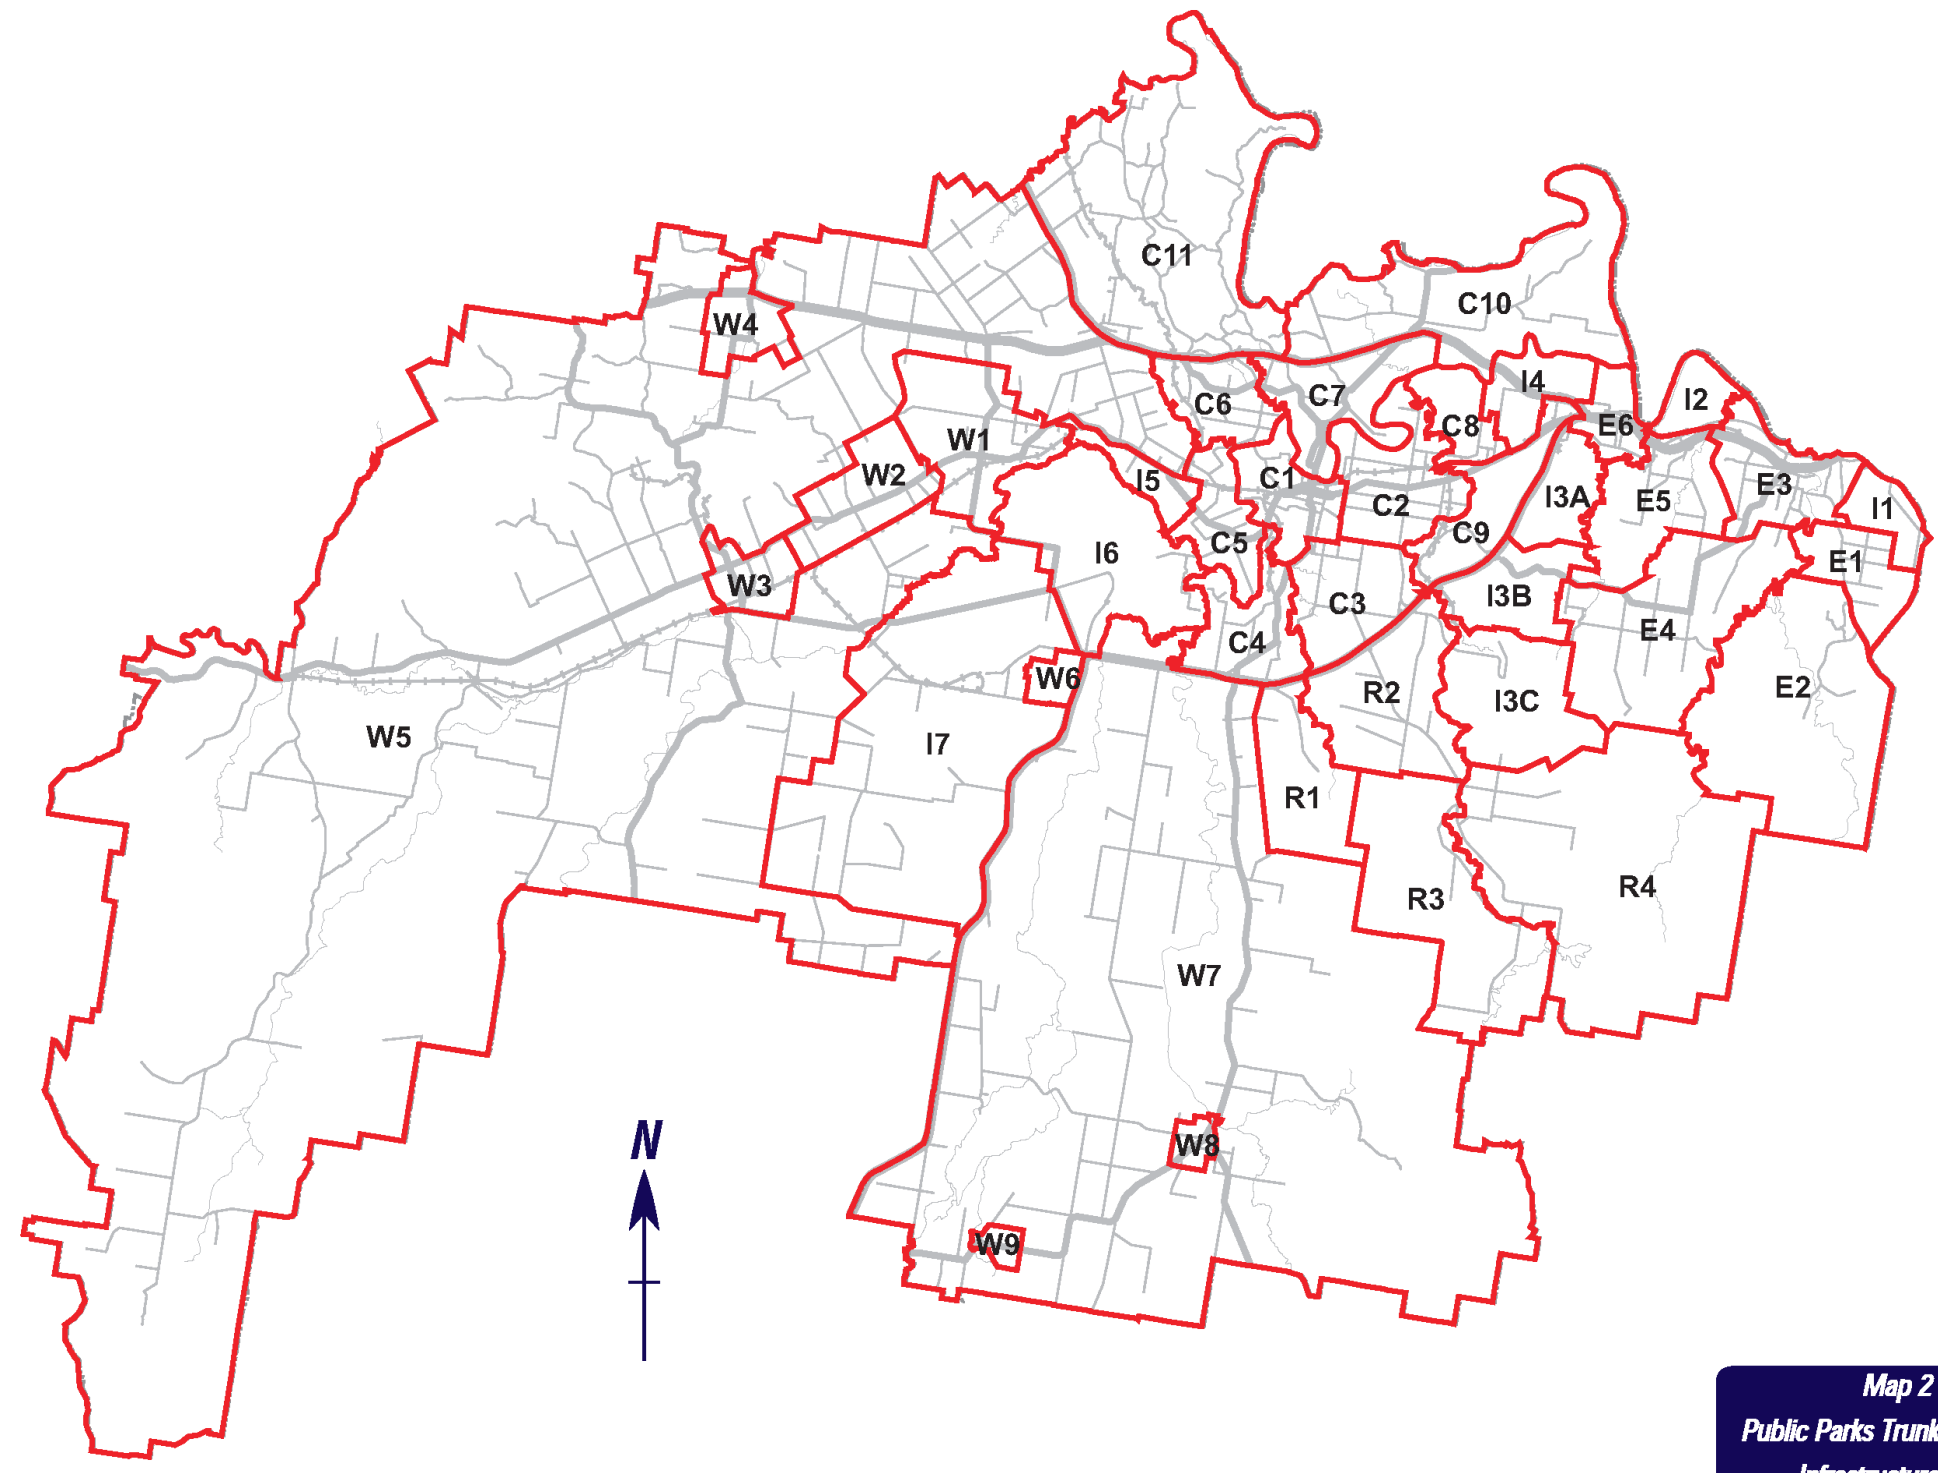 C11
C10
W4
I4
C7
I2
C6
C8
E6
W1
W2
C1
I5
E3
C2
I3A
E5
I1
C9
C5
I6
E1
W3
I3B
C3
E4
C4
W6
R2
E2
I3C
W5
I7
R1
R4
R3
W7
N
W8
W9
Map 2
Public Parks Trunk
Infrastructure